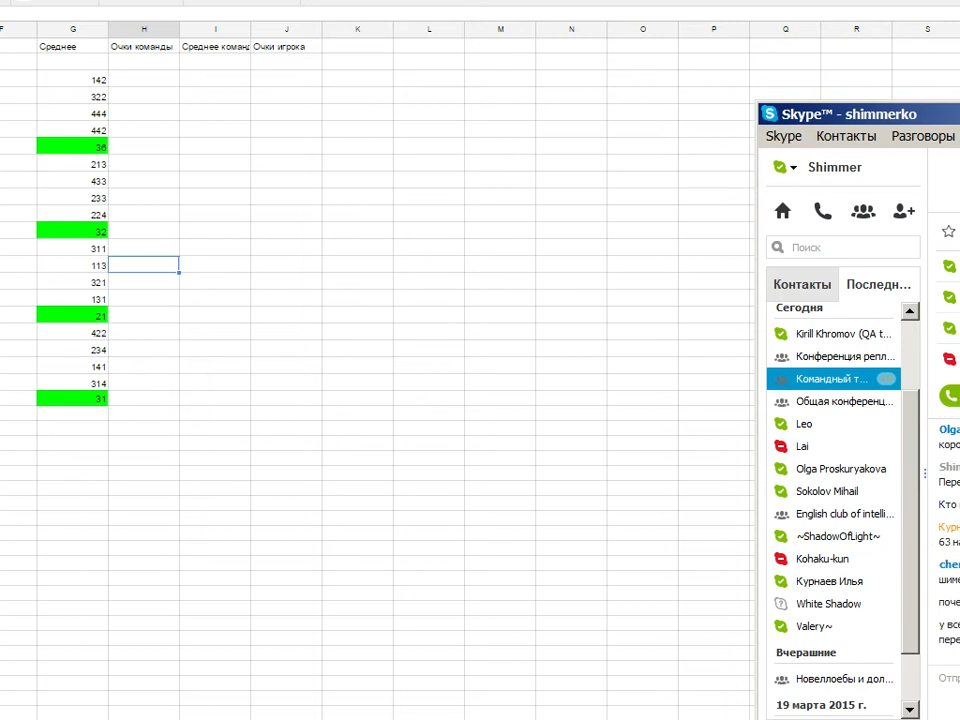 F G H I J K L M N O P Q R S
Среднее Очки команды Среднее команд Очки игрока
142
322
444
442
36
213
433
233
224
32
311
113
321
131
21
422
234
141
314
31
Skype™ - shimmerko
Skype Контакты Разговоры
Shimmer
Поиск
Контакты Последн...
Сегодня
Kirill Khromov (QA t...
Конференция репл...
Командный т...
Общая конференц...
Leo
Lai
Olga Proskuryakova
Sokolov Mihail
English club of intelli...
~ShadowOfLight~
Kohaku-kun
Курнаев Илья
White Shadow
Valery~
Вчерашние
Новеллоебы и дол...
19 марта 2015 г.
Olga
коро
Shim
Пере
Кто
Курн
63 на
cher
шиме
поче
у все
пере
Отпр